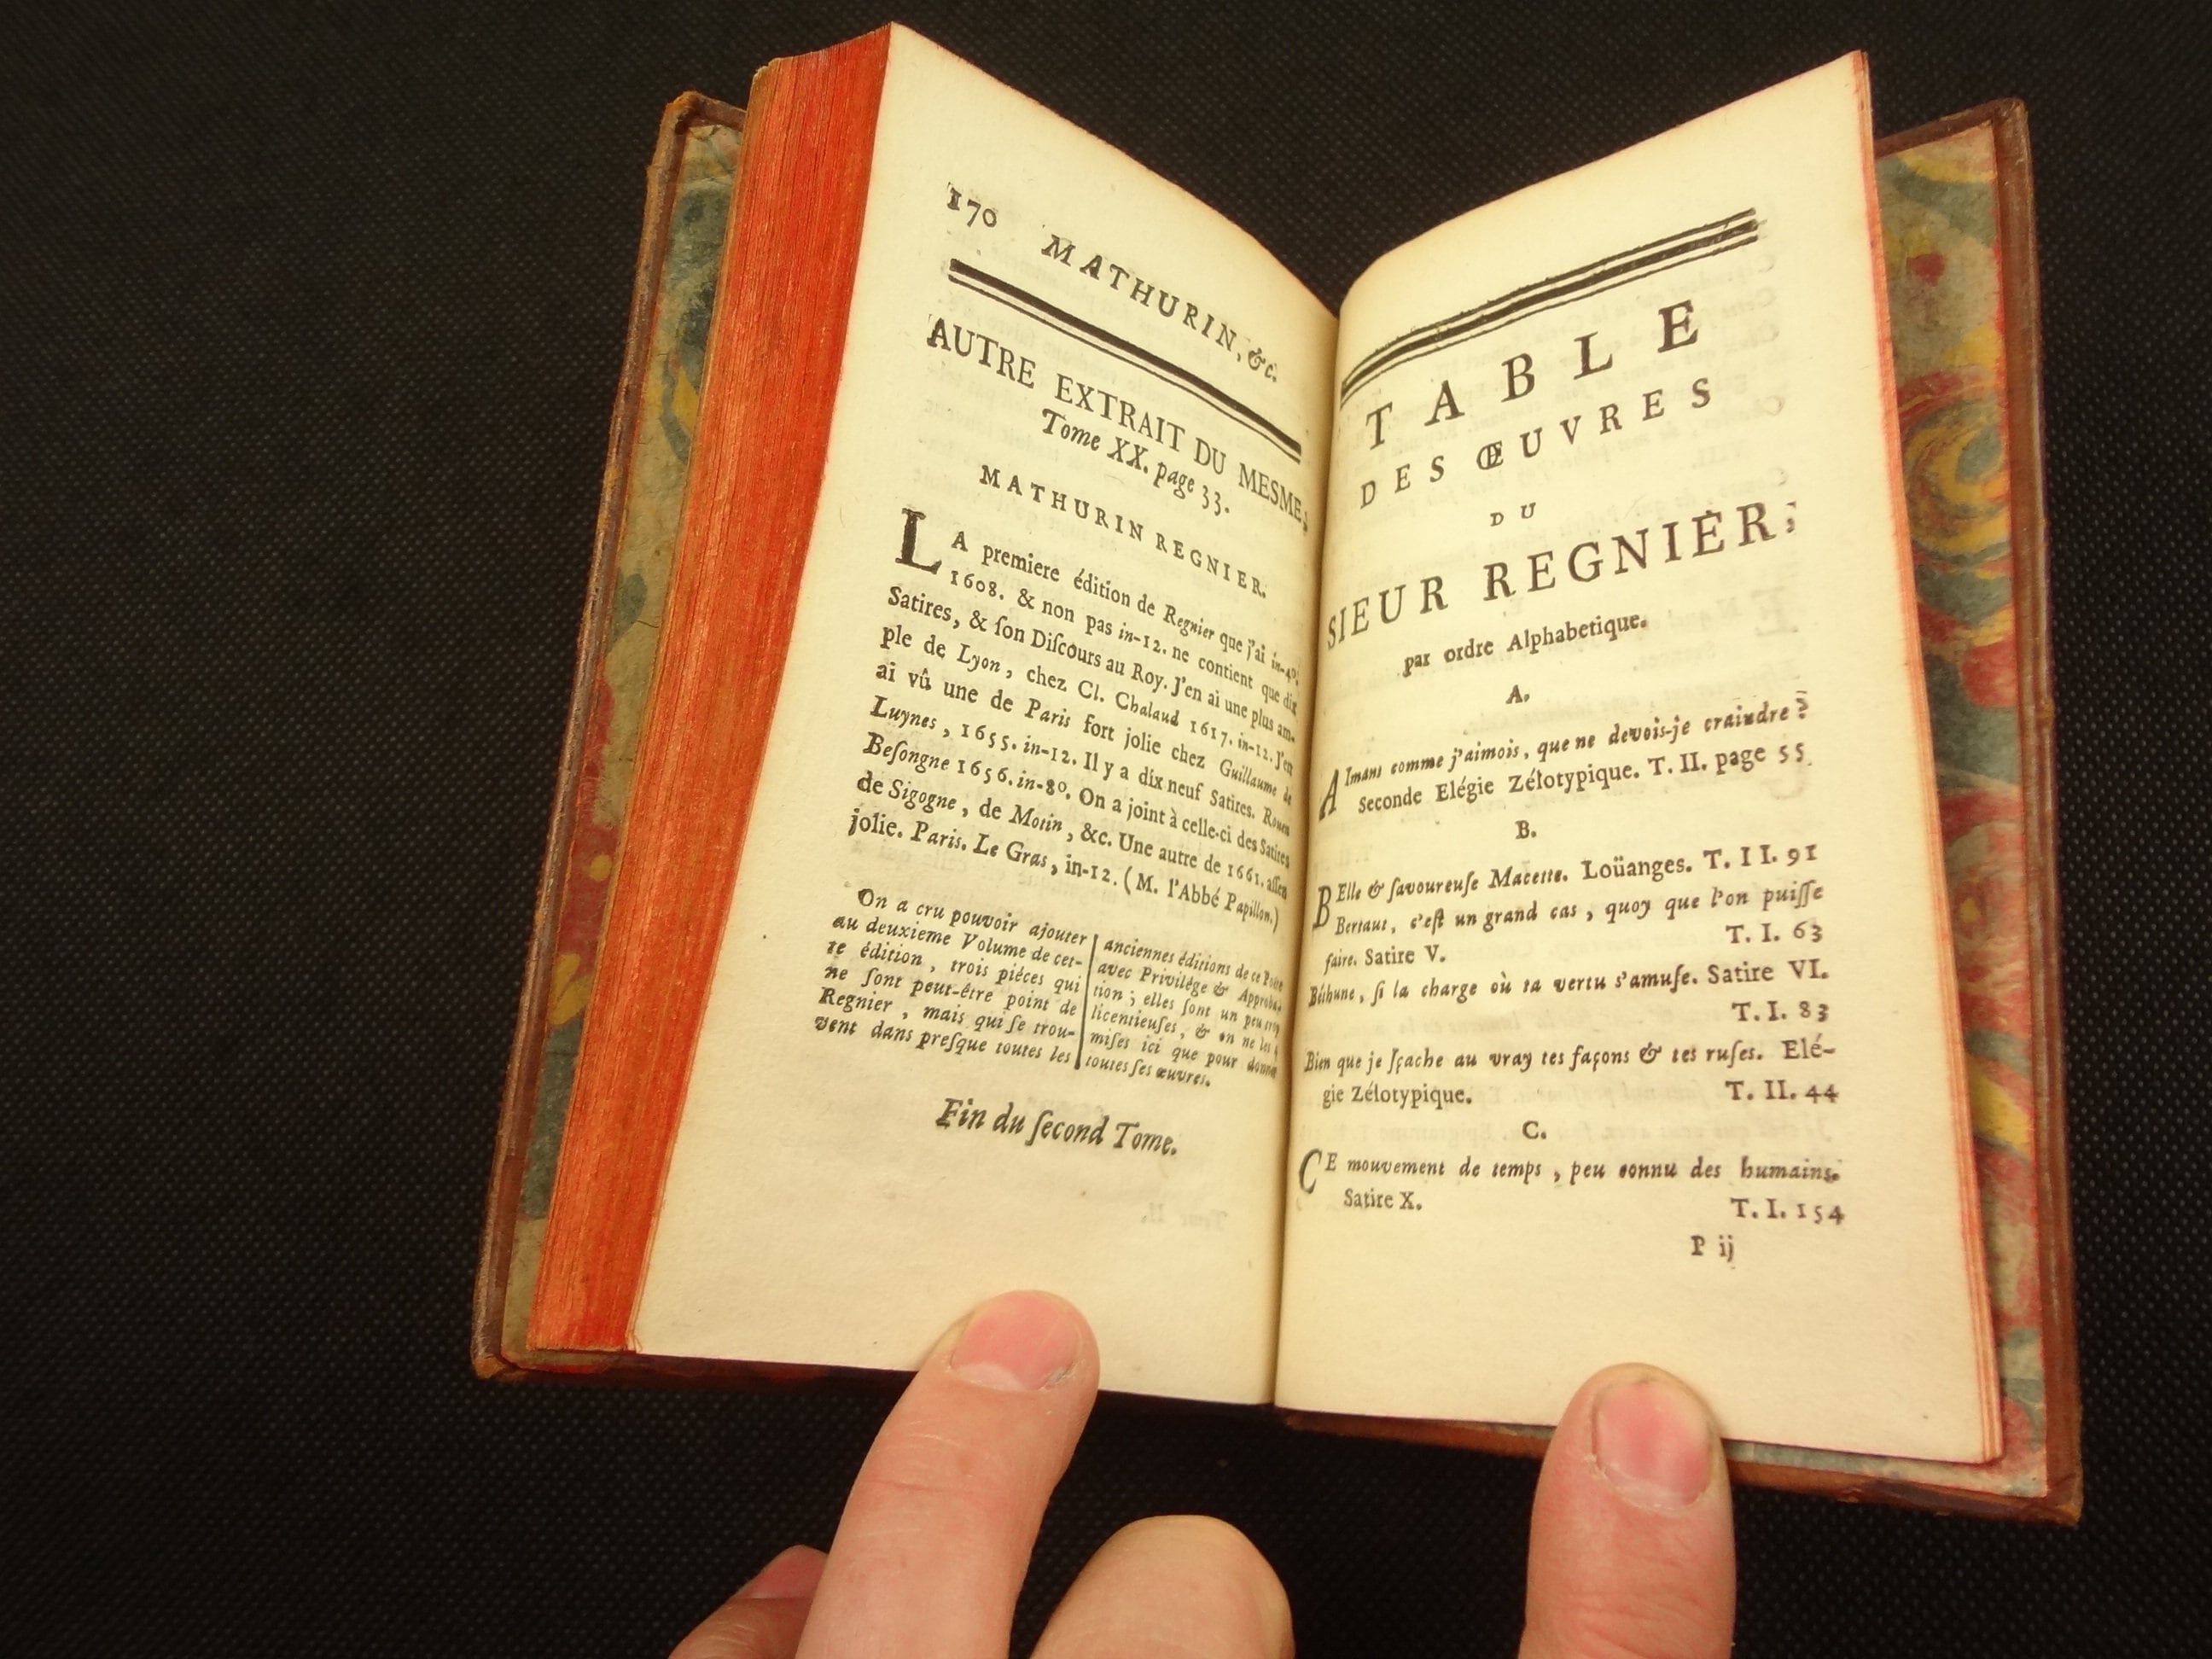 170 MATHURIN, &c.
AUTRE EXTRAIT DU MESME,
Tome XX. page 33.
MATHURIN REGNIER.
LA premiere édition de Regnier que j'ai in-4°.
1608. & non pas in-12. ne contient que dix
Satires, & ſon Diſcours au Roy. J'en ai une plus am-
ple de Lyon, chez Cl. Chalaud 1617. in-12. J'en
ai vû une de Paris fort jolie chez Guillaume de
Luynes, 1655. in-12. Il y a dix neuf Satires. Rouen
Beſongne 1656. in-8°. On a joint à celle-ci des Satires
de Sigogne, de Motin, &c. Une autre de 1661. aſſez
jolie. Paris. Le Gras, in-12. (M. l'Abbé Papillon.)
On a cru pouvoir ajouter
au deuxieme Volume de cet-
te édition, trois piéces qui
ne ſont peut-être point de
Regnier, mais qui ſe trou-
vent dans preſque toutes les
anciennes éditions de ce Poëte
avec Privilége & Approba-
tion; elles ſont un peu trop
licentieuſes, & on ne les
miſes ici que pour donner
toutes ſes œuvres.
Fin du ſecond Tome.
TABLE
DES ŒUVRES
DU
SIEUR REGNIER;
par ordre Alphabetique.
A.
AImant comme j'aimois, que ne devois-je craindre?
Seconde Elégie Zélotypique. T. II. page 55.
B.
BElle & ſavoureuſe Macette. Loüanges. T. II. 91
Bertaut, c'eſt un grand cas, quoy que l'on puiſſe
faire. Satire V. T. I. 63
Béthune, ſi la charge où ta vertu s'amuſe. Satire VI.
T. I. 83
Bien que je ſçache au vray tes façons & tes ruſes. Elé-
gie Zélotypique. T. II. 44
C.
CE mouvement de temps, peu connu des humains.
Satire X. T. I. 154
P ij